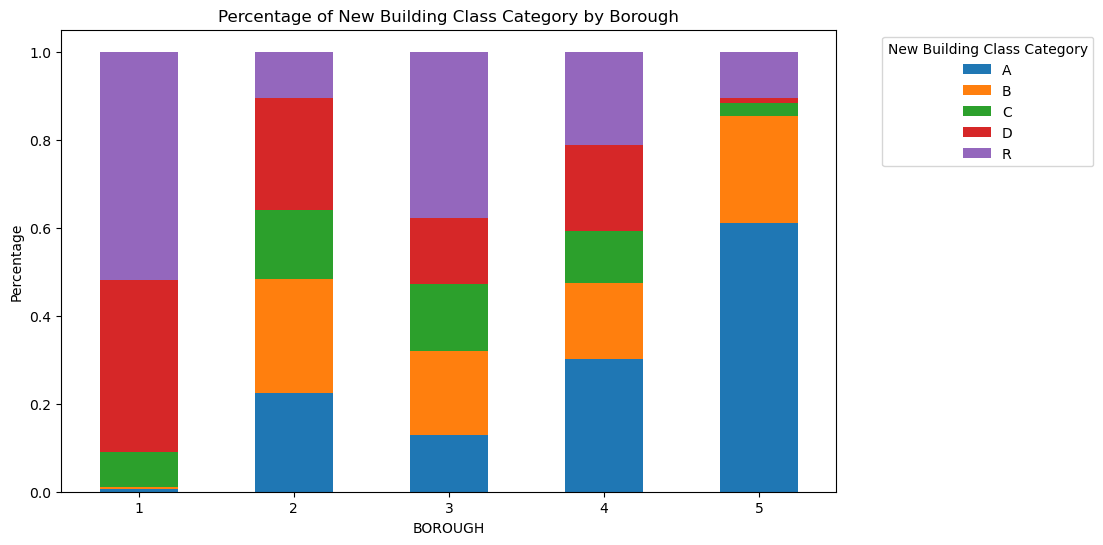 Percentage of New Building Class Category by Borough
New Building Class Category
A
B
C
D
R
Percentage
1.0
0.8
0.6
0.4
0.2
0.0
1 2 3 4 5
BOROUGH